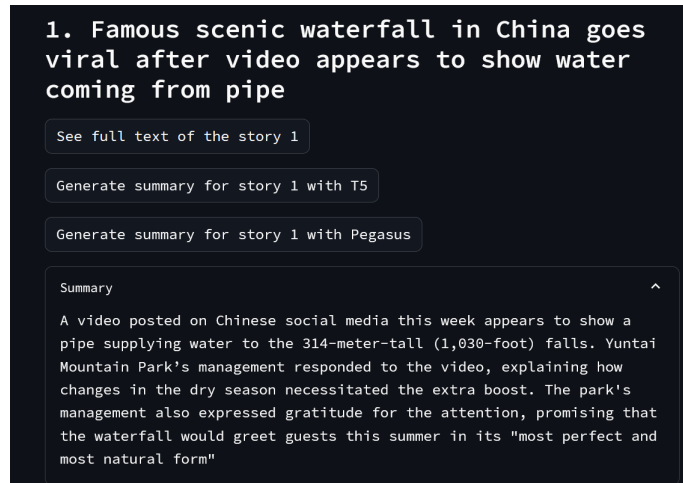 1. Famous scenic waterfall in China goes
viral after video appears to show water
coming from pipe
See full text of the story 1
Generate summary for story 1 with T5
Generate summary for story 1 with Pegasus
Summary
A video posted on Chinese social media this week appears to show a
pipe supplying water to the 314-meter-tall (1,030-foot) falls. Yuntai
Mountain Park’s management responded to the video, explaining how
changes in the dry season necessitated the extra boost. The park's
management also expressed gratitude for the attention, promising that
the waterfall would greet guests this summer in its "most perfect and
most natural form"